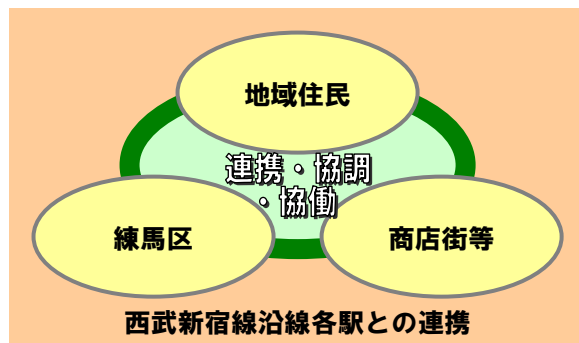 地域住民
連携・協調
・協働
練馬区
商店街等
西武新宿線沿線各駅との連携